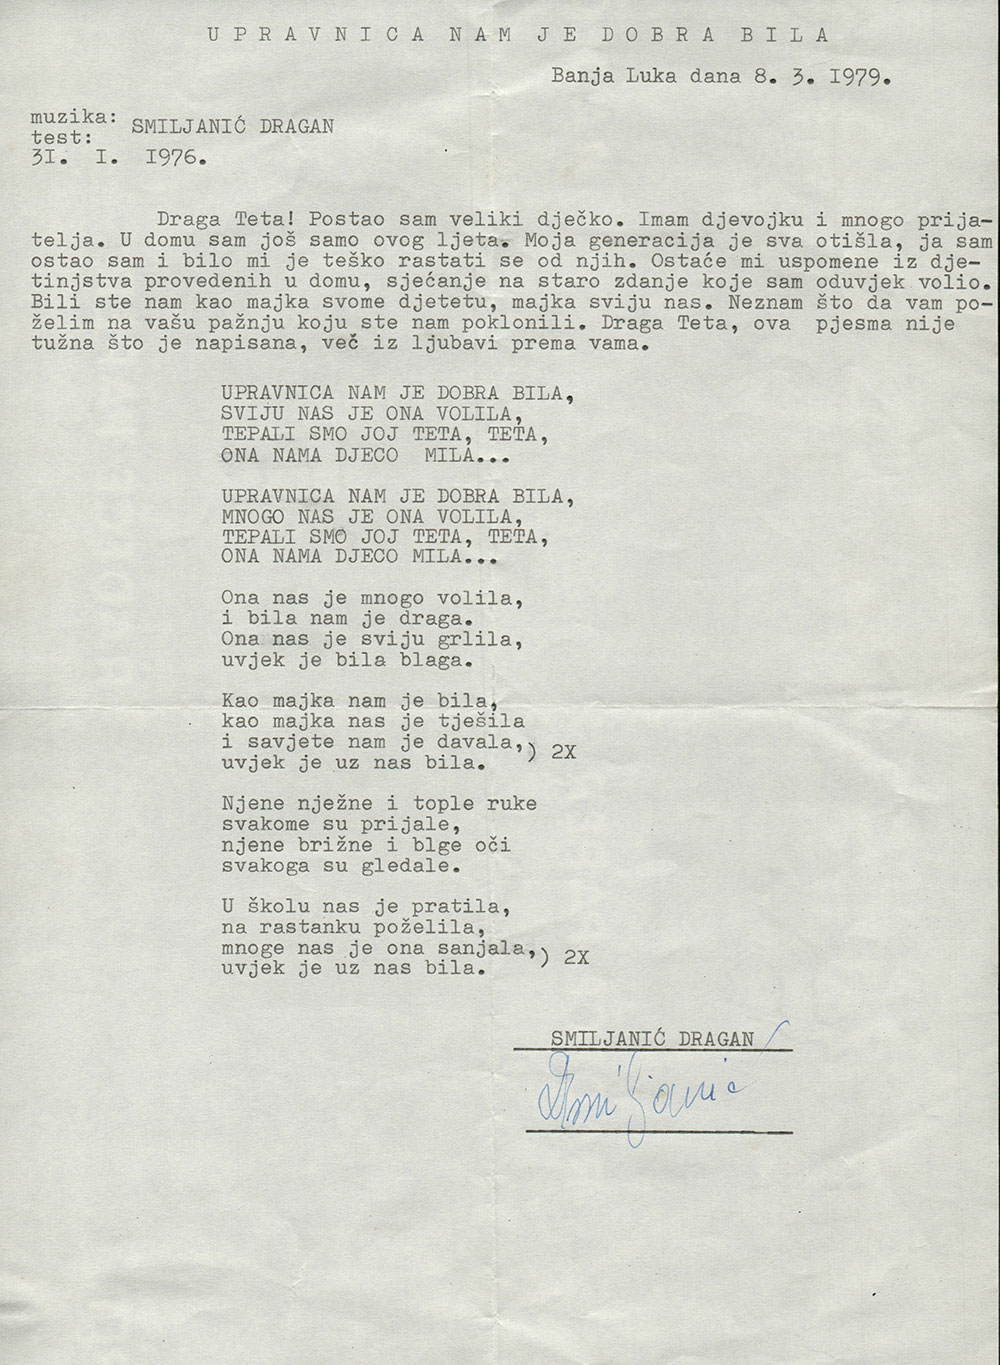 UPRAVNICA NAM JE DOBRA BILA
Banja Luka dana 8. 3. 1979.
muzika:
test: SMILJANIĆ DRAGAN
31. I. 1976.
Draga Teta! Postao sam veliki dječko. Imam djevojku i mnogo prija-
telja. U domu sam još samo ovog ljeta. Moja generacija je sva otišla, ja sam
ostao sam i bilo mi je teško rastati se od njih. Ostaće mi uspomene iz dje-
tinjstva provedenih u domu, sjećanje na staro zdanje koje sam oduvjek volio.
Bili ste nam kao majka svome djetetu, majka sviju nas. Neznam što da vam po-
želim na vašu pažnju koju ste nam poklonili. Draga Teta, ova pjesma nije
tužna što je napisana, več iz ljubavi prema vama.
UPRAVNICA NAM JE DOBRA BILA,
SVIJU NAS JE ONA VOLILA,
TEPALI SMO JOJ TETA, TETA,
ONA NAMA DJECO MILA...
UPRAVNICA NAM JE DOBRA BILA,
MNOGO NAS JE ONA VOLILA,
TEPALI SMO JOJ TETA, TETA,
ONA NAMA DJECO MILA...
Ona nas je mnogo volila,
i bila nam je draga.
Ona nas je sviju grlila,
uvjek je bila blaga.
Kao majka nam je bila,
kao majka nas je tješila
i savjete nam je davala,
uvjek je uz nas bila. ) 2X
Njene nježne i tople ruke
svakome su prijale,
njene brižne i blge oči
svakoga su gledale.
U školu nas je pratila,
na rastanku poželila,
mnoge nas je ona sanjala,
uvjek je uz nas bila. ) 2X
SMILJANIĆ DRAGAN
DSmiljanić